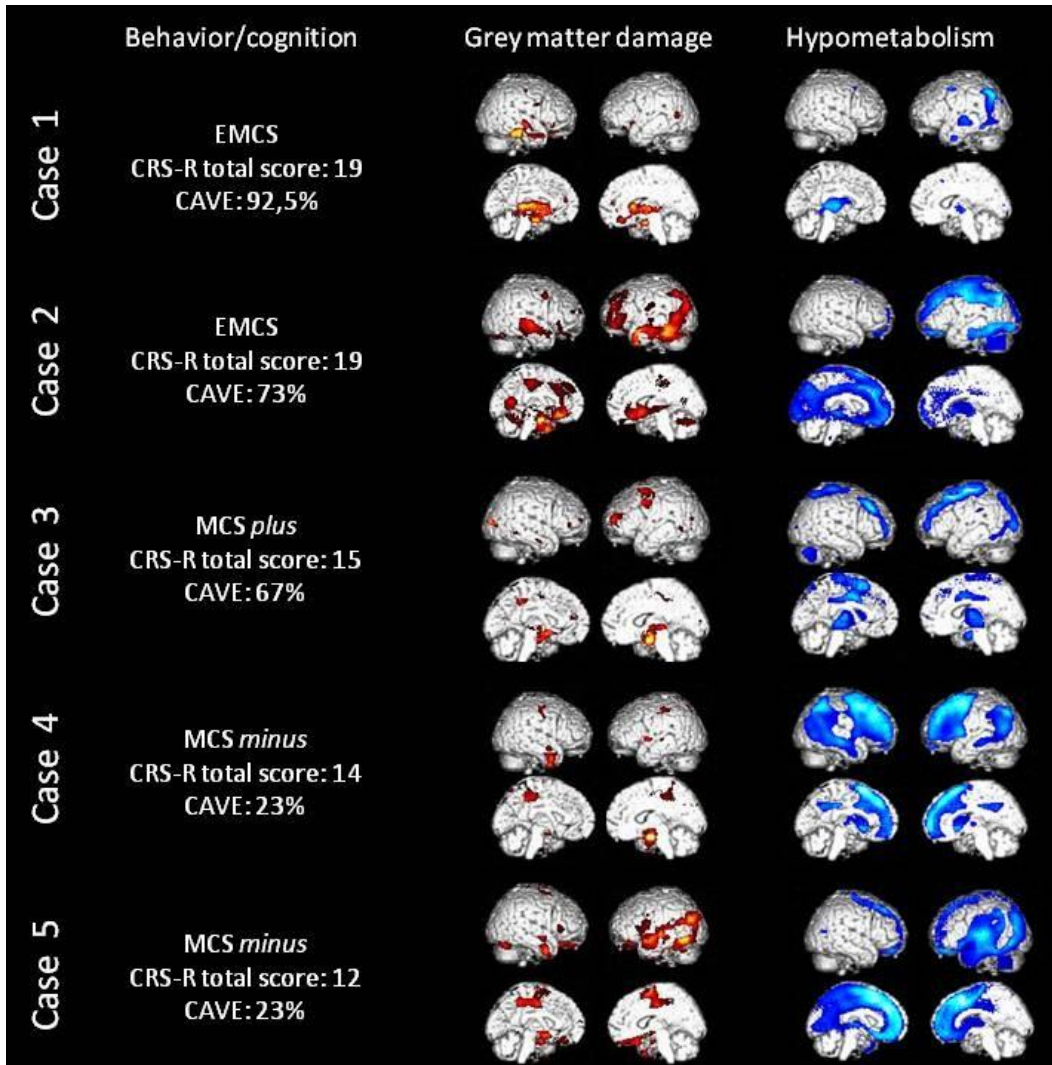 Behavior/cognition
Grey matter damage
Hypometabolism
Case 1
EMCS
CRS-R total score: 19
CAVE: 92,5%
Case 2
EMCS
CRS-R total score: 19
CAVE: 73%
Case 3
MCS plus
CRS-R total score: 15
CAVE: 67%
Case 4
MCS minus
CRS-R total score: 14
CAVE: 23%
Case 5
MCS minus
CRS-R total score: 12
CAVE: 23%